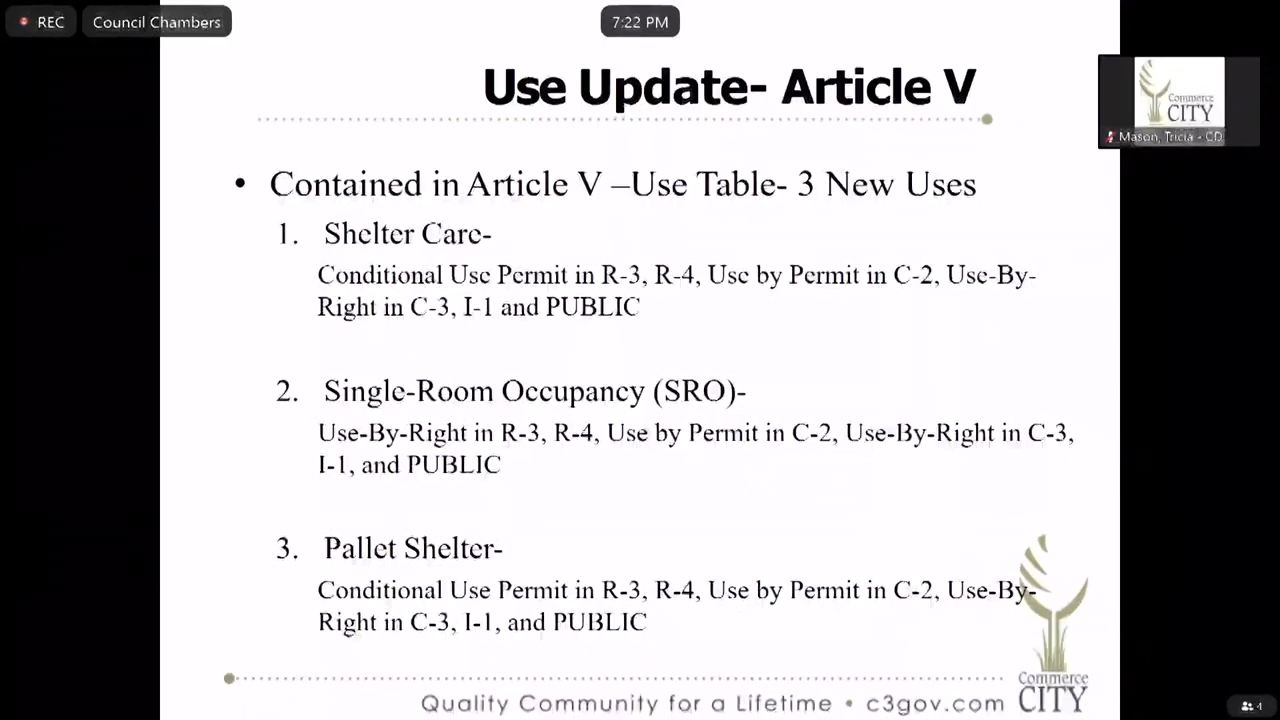 REC
Council Chambers
7:22 PM
Use Update- Article V
Commerce
CITY
Mason, Tricia - CD
• Contained in Article V –Use Table- 3 New Uses
1. Shelter Care-
Conditional Use Permit in R-3, R-4, Use by Permit in C-2, Use-By-
Right in C-3, I-1 and PUBLIC
2. Single-Room Occupancy (SRO)-
Use-By-Right in R-3, R-4, Use by Permit in C-2, Use-By-Right in C-3,
I-1, and PUBLIC
3. Pallet Shelter-
Conditional Use Permit in R-3, R-4, Use by Permit in C-2, Use-By-
Right in C-3, I-1, and PUBLIC
Commerce
CITY
Quality Community for a Lifetime • c3gov.com
4